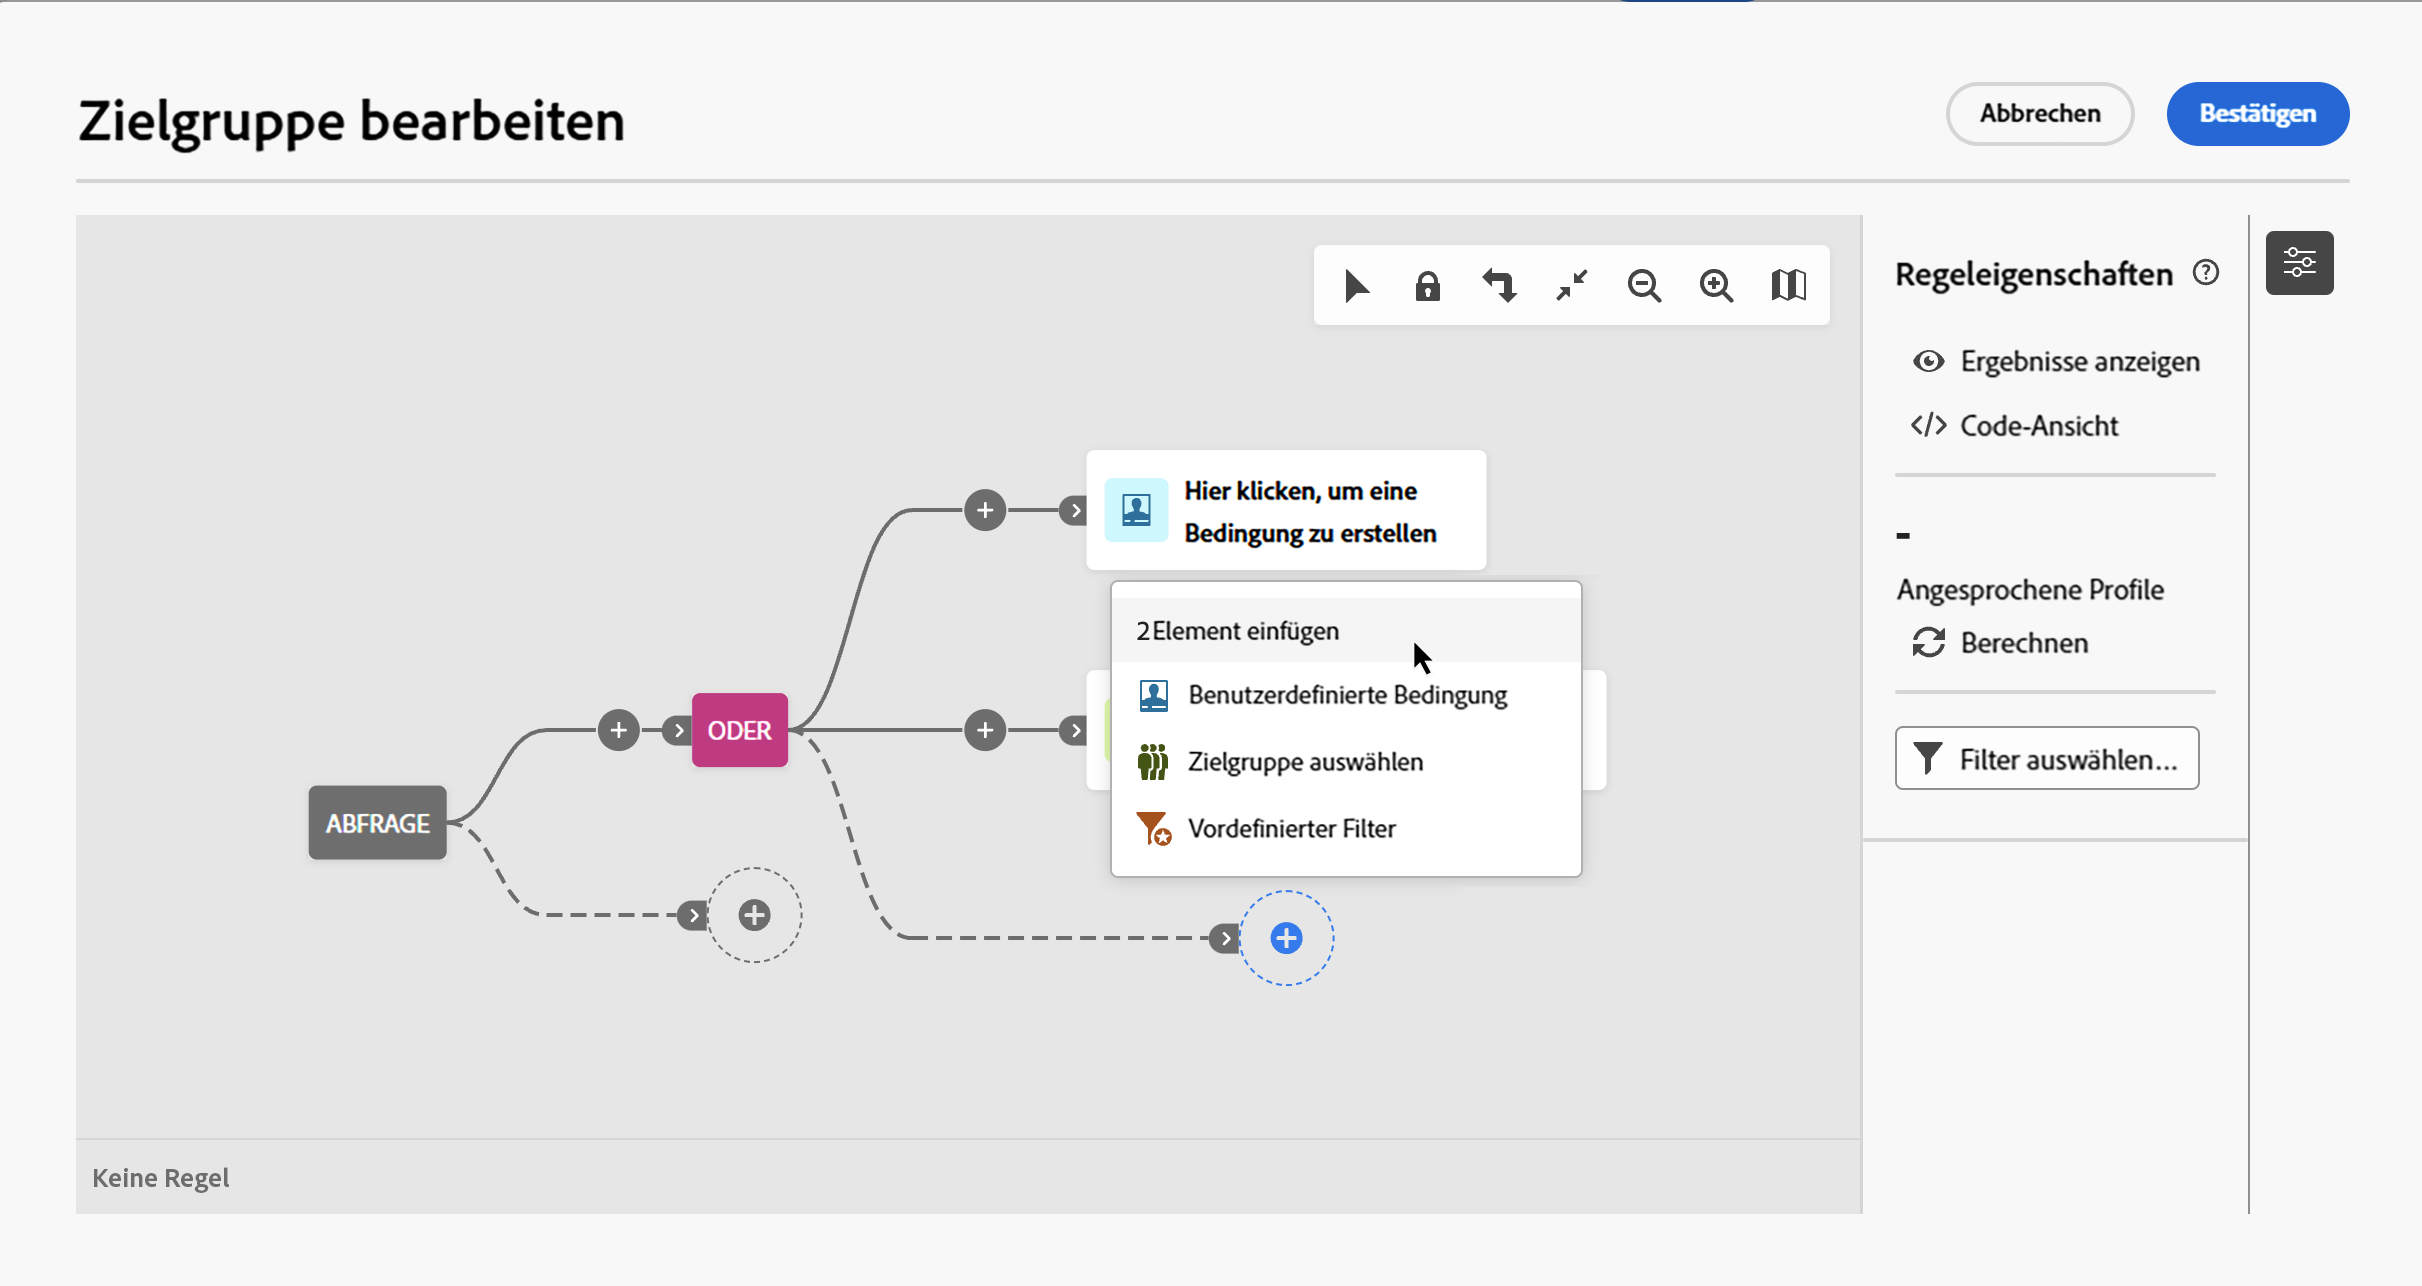 Zielgruppe bearbeiten
Abbrechen
Bestätigen
Regeleigenschaften
Ergebnisse anzeigen
Code-Ansicht
Hier klicken, um eine
Bedingung zu erstellen
-
Angesprochene Profile
2Element einfügen
Berechnen
Benutzerdefinierte Bedingung
ODER
Zielgruppe auswählen
Filter auswählen...
ABFRAGE
Vordefinierter Filter
Keine Regel